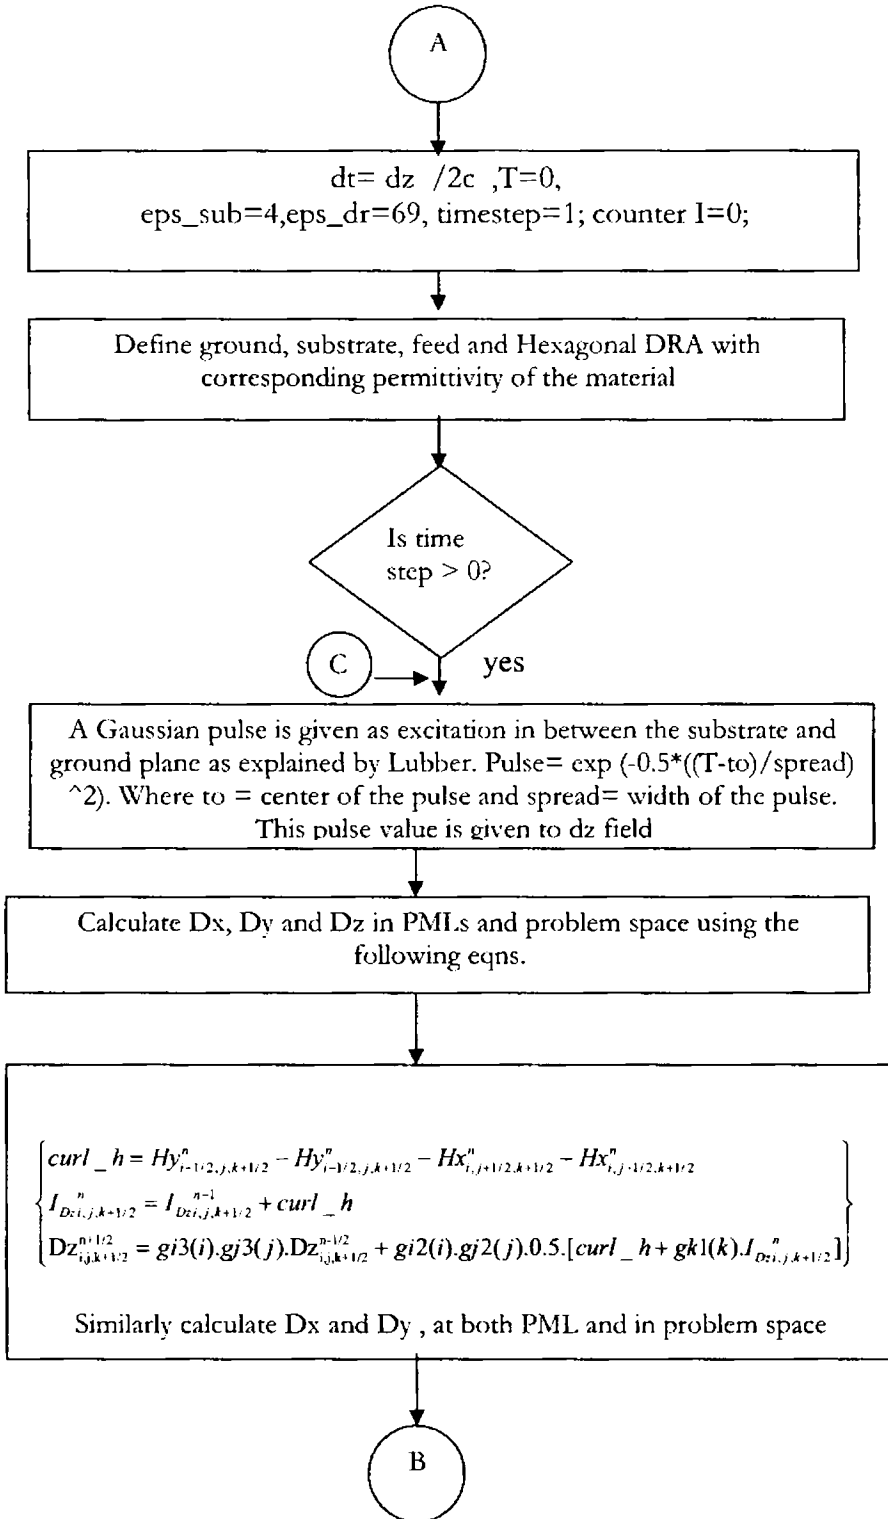 A
dt= dz /2c ,T=0,
eps_sub=4,eps_dr=69, timestep=1; counter I=0;
Define ground, substrate, feed and Hexagonal DRA with
corresponding permittivity of the material
Is time
step > 0?
C
yes
A Gaussian pulse is given as excitation in between the substrate and
ground plane as explained by Lubber. Pulse= exp (-0.5*((T-to)/spread)
^2). Where to = center of the pulse and spread= width of the pulse.
This pulse value is given to dz field
Calculate Dx, Dy and Dz in PMLs and problem space using the
following eqns.
curl_h = Hy^n_{i-1/2,j,k+1/2} − Hy^n_{i-1/2,j,k+1/2} − Hx^n_{i,j+1/2,k+1/2} − Hx^n_{i,j-1/2,k+1/2}
I_{Dz i,j,k+1/2}^n = I_{Dz i,j,k+1/2}^{n-1} + curl_h
Dz^{n+1/2}_{i,j,k+1/2} = gi3(i).gj3(j).Dz^{n-1/2}_{i,j,k+1/2} + gi2(i).gj2(j).0.5.[curl_h + gk1(k).I_{Dz i,j,k+1/2}^n]
Similarly calculate Dx and Dy , at both PML and in problem space
B